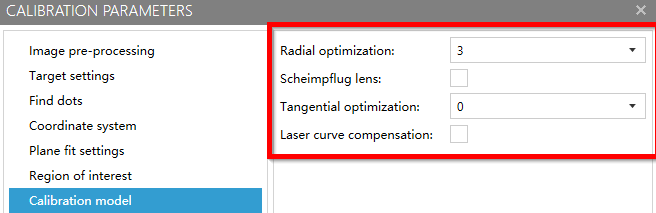 CALIBRATION PARAMETERS
Image pre-processing
Target settings
Find dots
Coordinate system
Plane fit settings
Region of interest
Calibration model
Radial optimization: 3
Scheimpflug lens:
Tangential optimization: 0
Laser curve compensation: